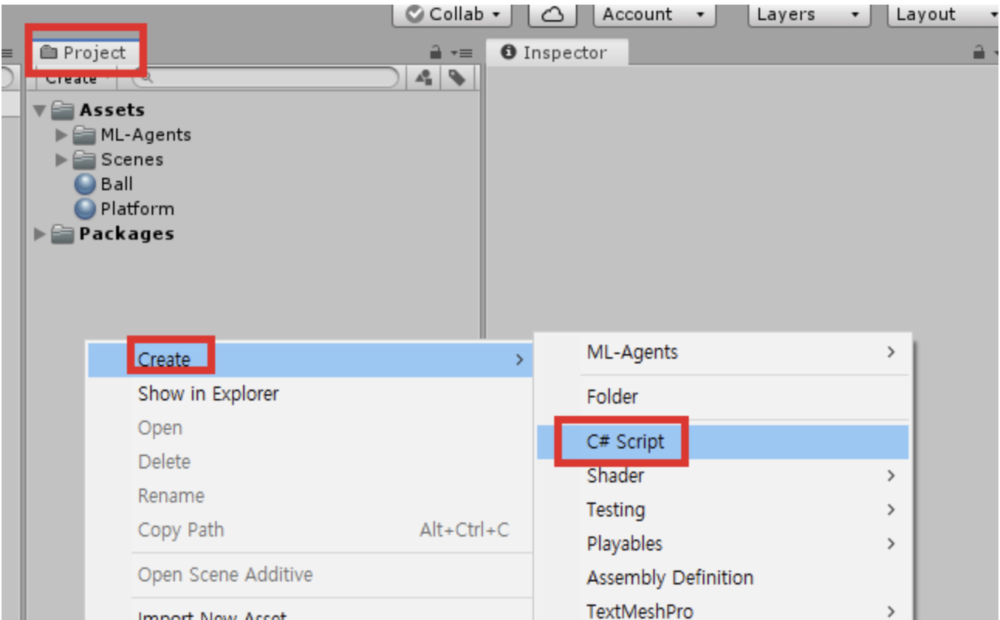 Collab Account Layers Layout
Project
Inspector
Create
Assets
ML-Agents
Scenes
Ball
Platform
Packages
Create
Show in Explorer
Open
Delete
Rename
Copy Path Alt+Ctrl+C
Open Scene Additive
Import New Asset
ML-Agents
Folder
C# Script
Shader
Testing
Playables
Assembly Definition
TextMeshPro